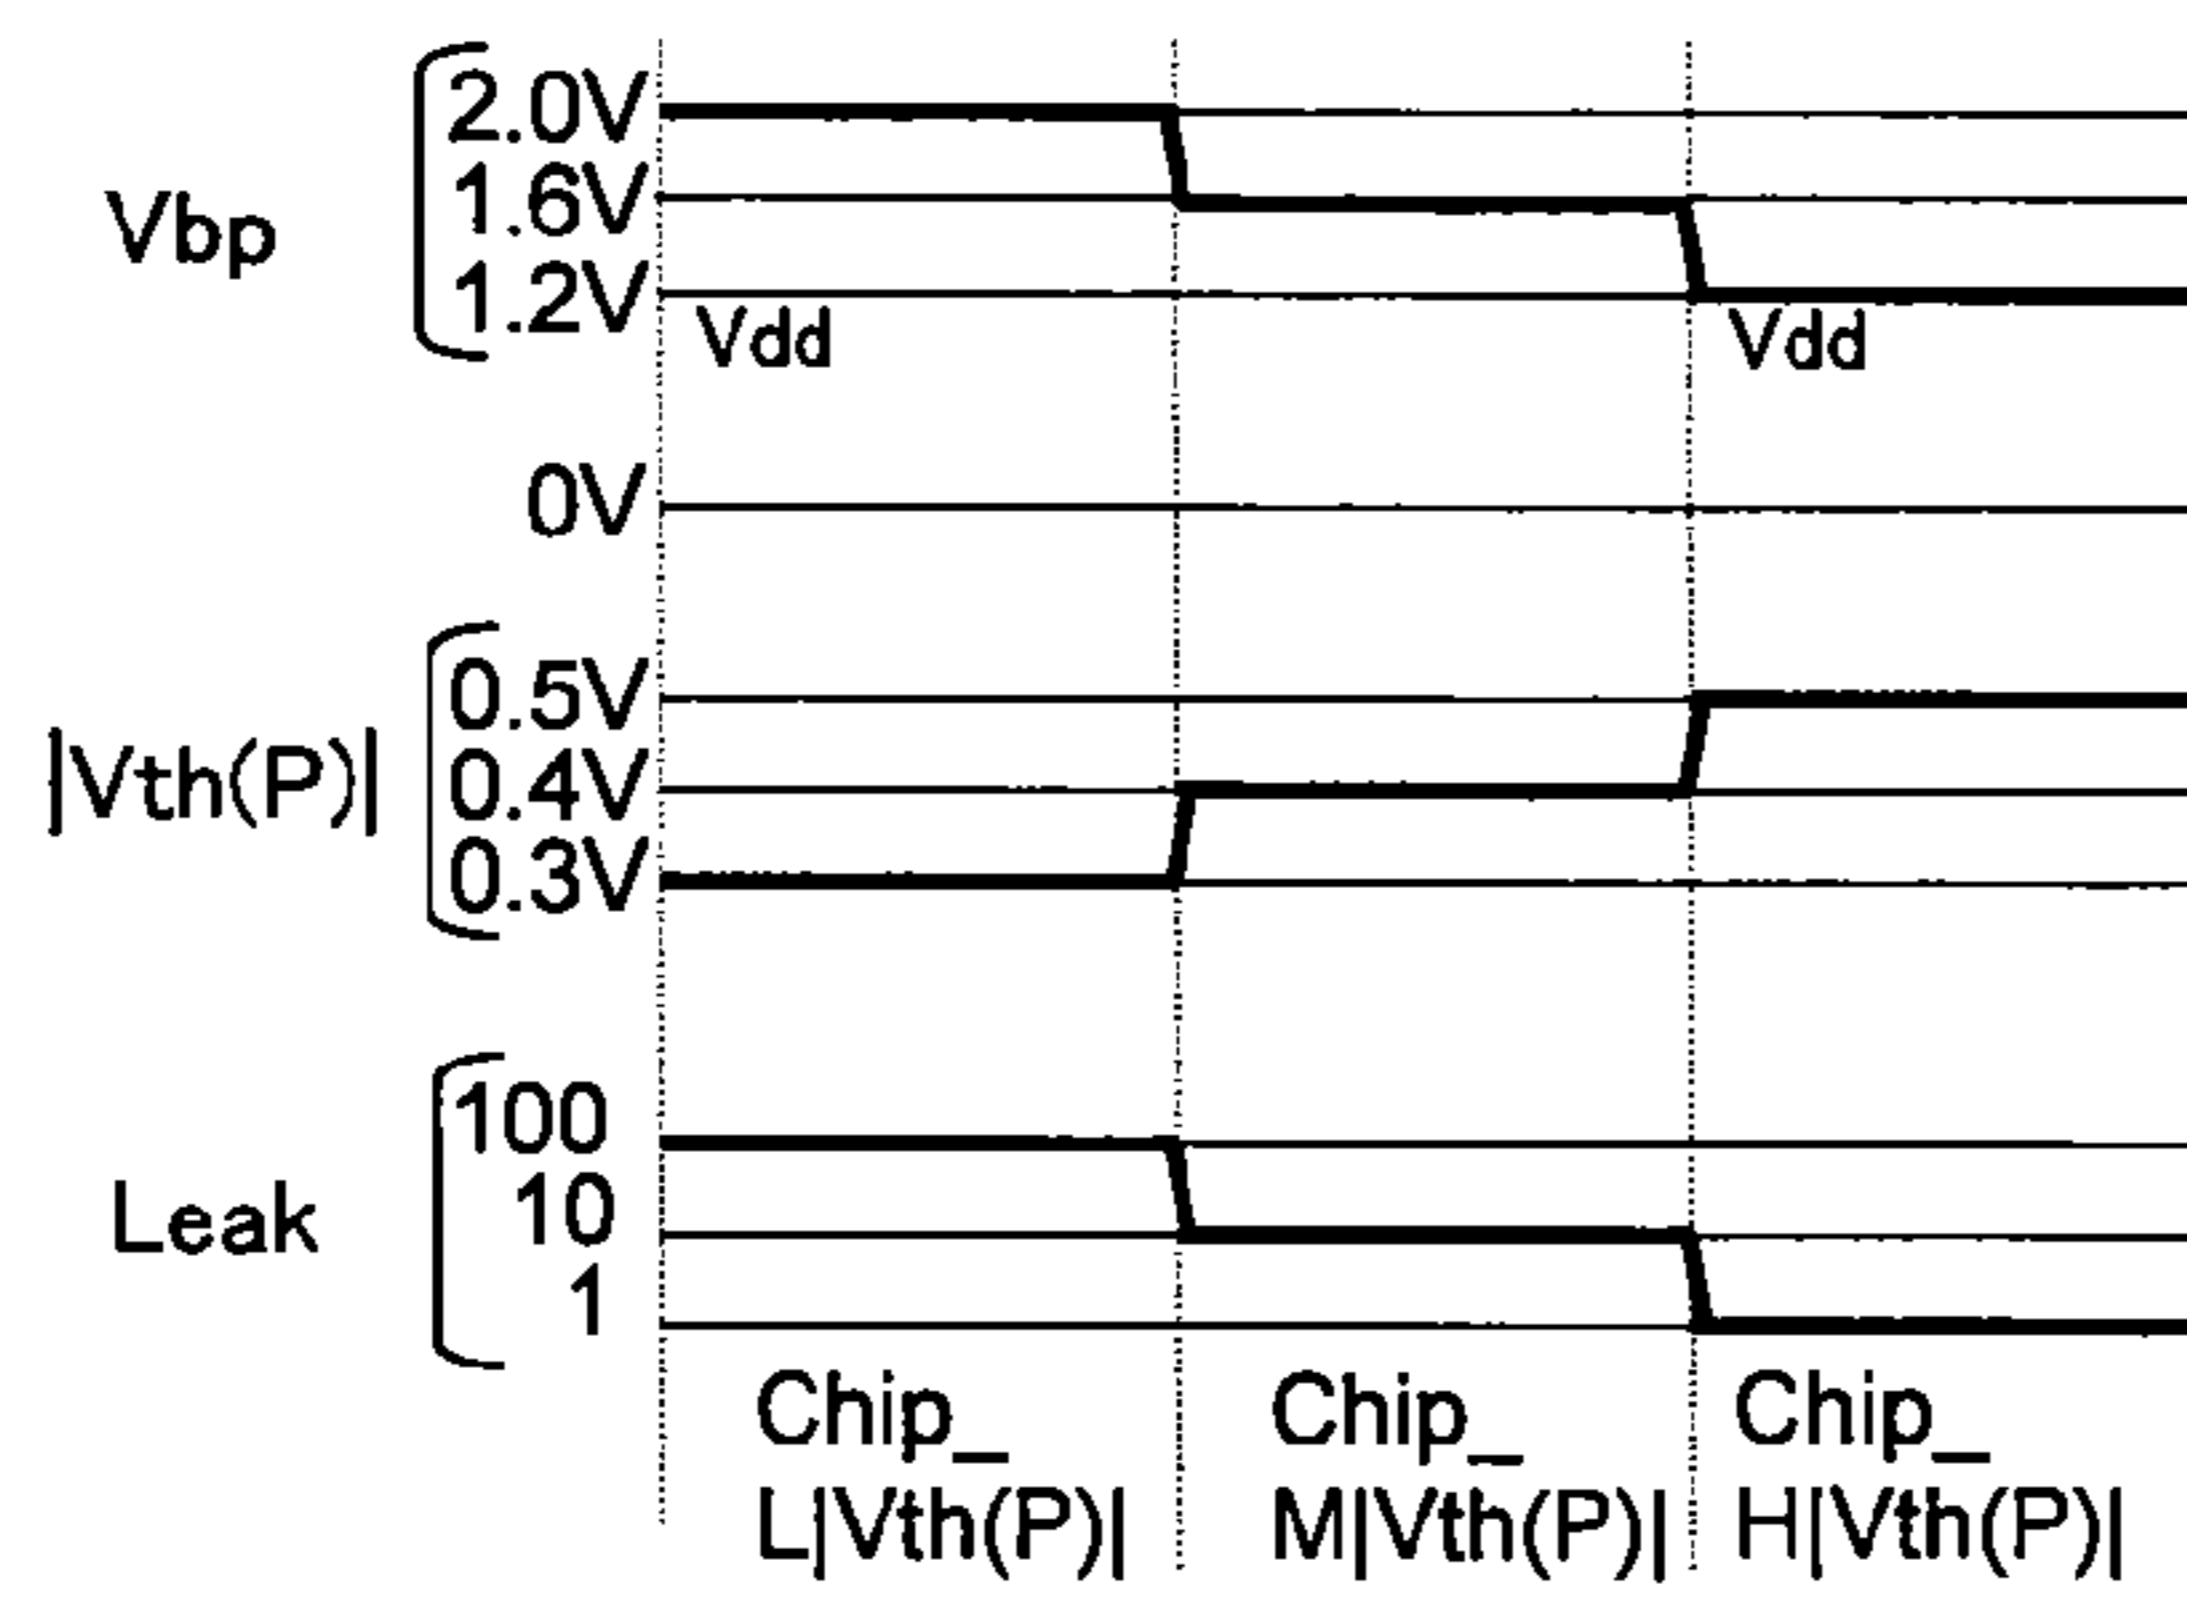 2.0V
Vbp 1.6V
1.2V
Vdd Vdd
0V
0.5V
|Vth(P)| 0.4V
0.3V
100
Leak 10
1
Chip_ Chip_ Chip_
L|Vth(P)| M|Vth(P)| H|Vth(P)|